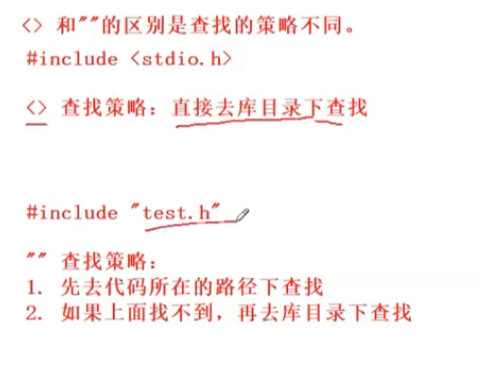 <> 和""的区别是查找的策略不同。
#include <stdio.h>
<> 查找策略：直接去库目录下查找
#include "test.h"
"" 查找策略：
1. 先去代码所在的路径下查找
2. 如果上面找不到，再去库目录下查找